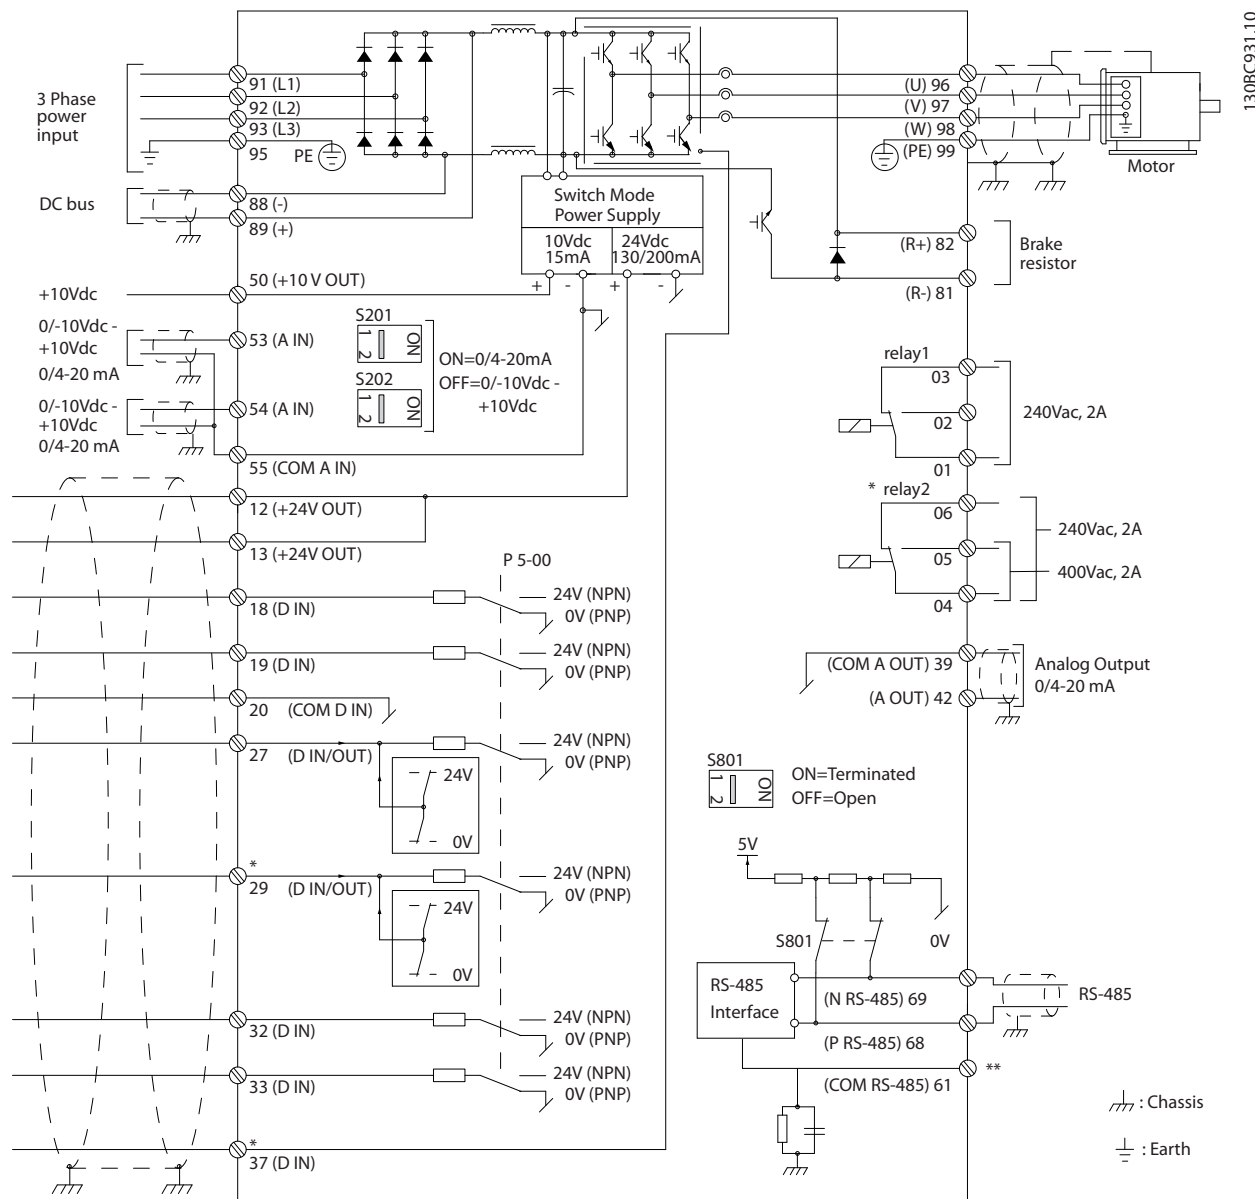 130BC931.10
3 Phase
power
input
91 (L1)
92 (L2)
93 (L3)
95
PE
DC bus
88 (-)
89 (+)
Switch Mode
Power Supply
10Vdc
15mA
24Vdc
130/200mA
+ - + -
(U) 96
(V) 97
(W) 98
(PE) 99
Motor
(R+) 82
(R-) 81
Brake
resistor
+10Vdc
50 (+10 V OUT)
0/-10Vdc -
+10Vdc
0/4-20 mA
53 (A IN)
0/-10Vdc -
+10Vdc
0/4-20 mA
54 (A IN)
55 (COM A IN)
S201
1 2 ON
S202
1 2 ON
ON=0/4-20mA
OFF=0/-10Vdc -
+10Vdc
relay1
03
02
01
240Vac, 2A
* relay2
06
05
04
240Vac, 2A
400Vac, 2A
12 (+24V OUT)
13 (+24V OUT)
P 5-00
18 (D IN)
24V (NPN)
0V (PNP)
19 (D IN)
24V (NPN)
0V (PNP)
20 (COM D IN)
27 (D IN/OUT)
24V (NPN)
0V (PNP)
24V
0V
*
29 (D IN/OUT)
24V (NPN)
0V (PNP)
24V
0V
32 (D IN)
24V (NPN)
0V (PNP)
33 (D IN)
24V (NPN)
0V (PNP)
*
37 (D IN)
(COM A OUT) 39
(A OUT) 42
Analog Output
0/4-20 mA
S801
1 2 ON
ON=Terminated
OFF=Open
5V
S801
0V
RS-485
Interface
(N RS-485) 69
(P RS-485) 68
(COM RS-485) 61
RS-485
**
: Chassis
: Earth